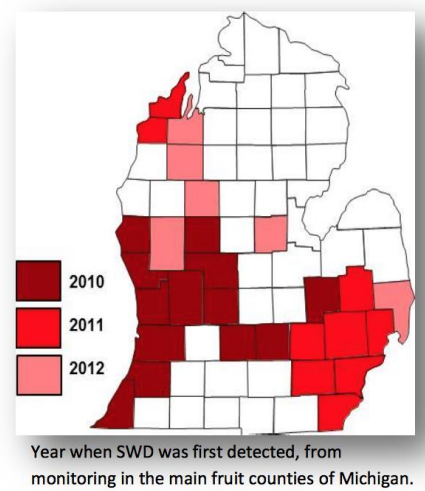 2010
2011
2012
Year when SWD was first detected, from
monitoring in the main fruit counties of Michigan.